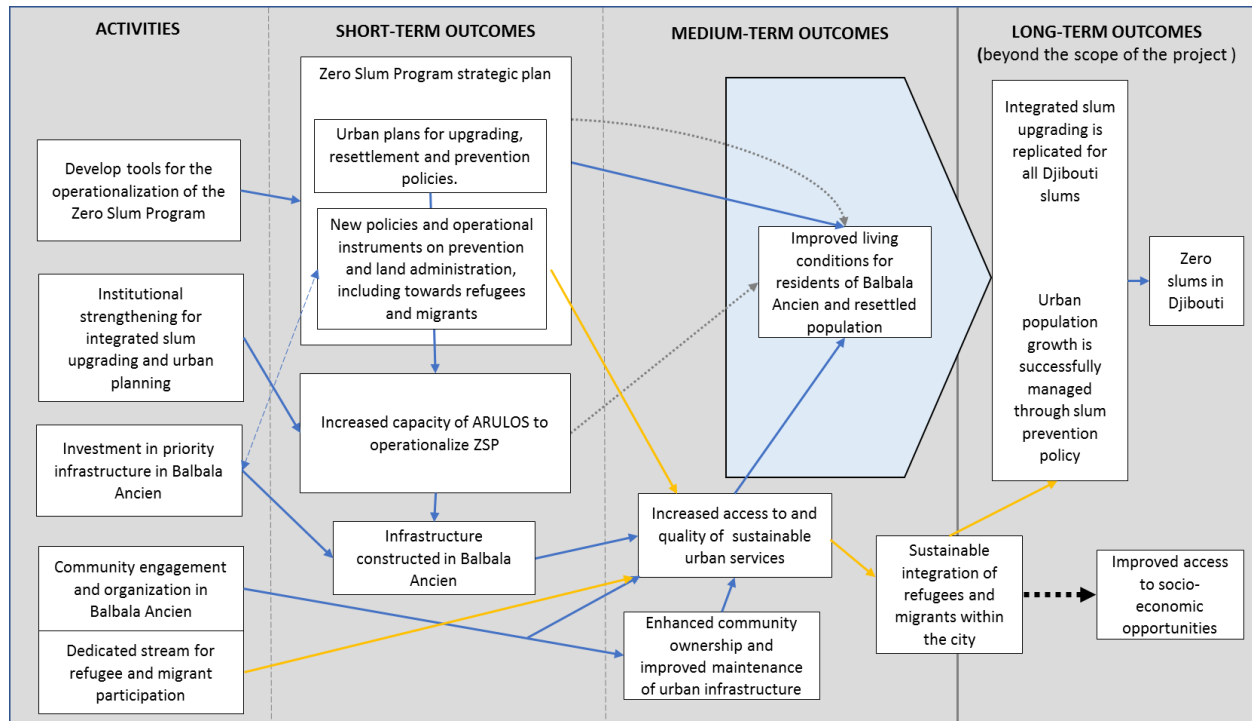 ACTIVITIES
Develop tools for the
operationalization of the
Zero Slum Program
Institutional
strengthening for
integrated slum
upgrading and urban
planning
Investment in priority
infrastructure in Balbala
Ancien
Community engagement
and organization in
Balbala Ancien
Dedicated stream for
refugee and migrant
participation
SHORT-TERM OUTCOMES
Zero Slum Program strategic plan
Urban plans for upgrading,
resettlement and prevention
policies.
New policies and operational
instruments on prevention
and land administration,
including towards refugees
and migrants
Increased capacity of ARULOS to
operationalize ZSP
Infrastructure
constructed in Balbala
Ancien
MEDIUM-TERM OUTCOMES
Improved living
conditions for
residents of Balbala
Ancien and resettled
population
Increased access to and
quality of sustainable
urban services
Enhanced community
ownership and
improved maintenance
of urban infrastructure
LONG-TERM OUTCOMES
(beyond the scope of the project )
Integrated slum
upgrading is
replicated for
all Djibouti
slums
Urban
population
growth is
successfully
managed
through slum
prevention
policy
Zero
slums in
Djibouti
Sustainable
integration of
refugees and
migrants within
the city
Improved access
to socio-
economic
opportunities